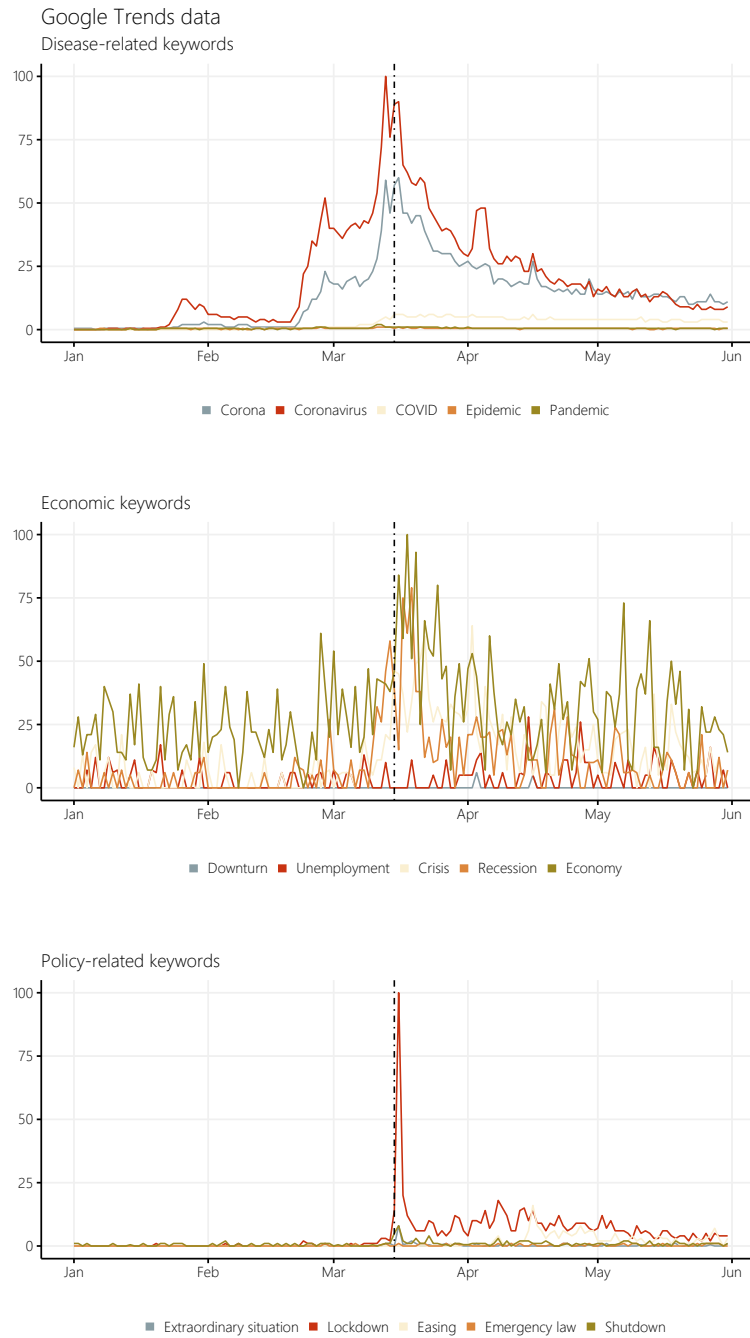 Google Trends data
Disease-related keywords
100
75
50
25
0
Jan Feb Mar Apr May Jun
Corona Coronavirus COVID Epidemic Pandemic
Economic keywords
100
75
50
25
0
Jan Feb Mar Apr May Jun
Downturn Unemployment Crisis Recession Economy
Policy-related keywords
100
75
50
25
0
Jan Feb Mar Apr May Jun
Extraordinary situation Lockdown Easing Emergency law Shutdown